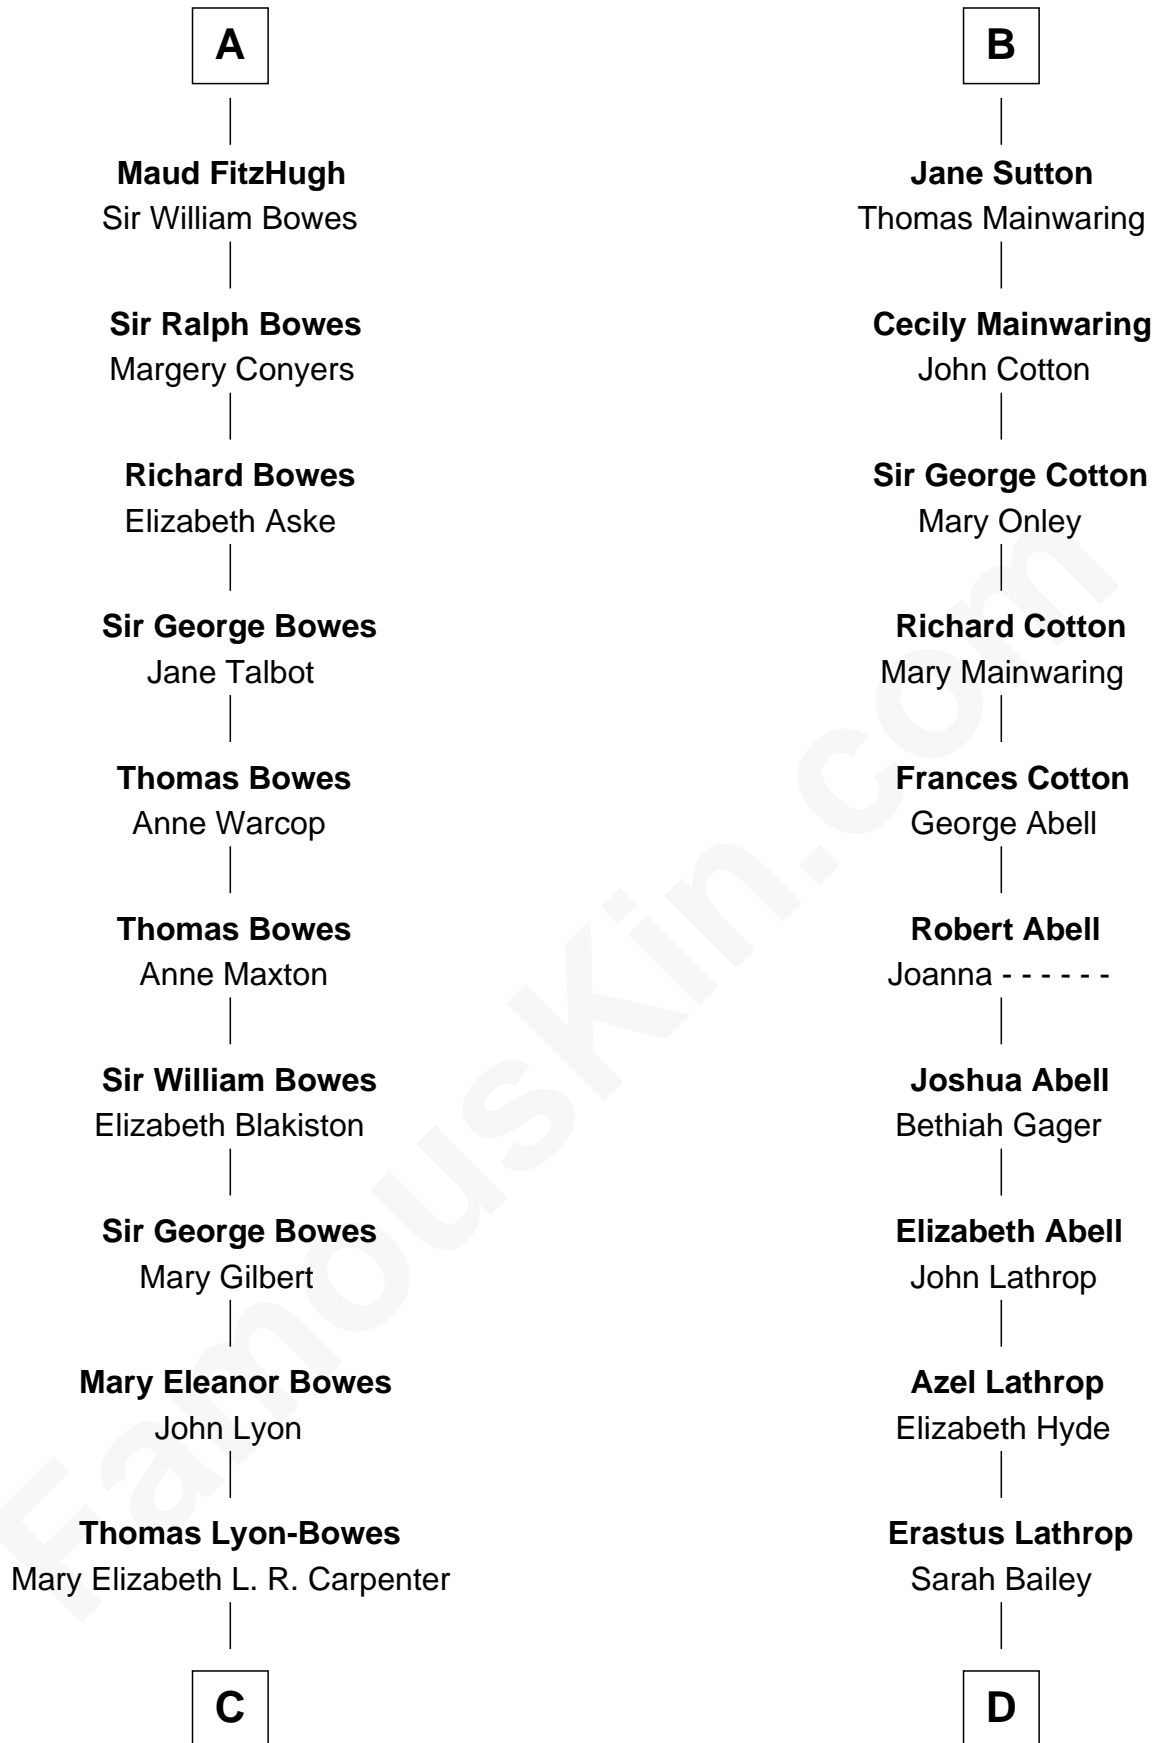 A
Maud FitzHugh
Sir William Bowes
Sir Ralph Bowes
Margery Conyers
Richard Bowes
Elizabeth Aske
Sir George Bowes
Jane Talbot
Thomas Bowes
Anne Warcop
Thomas Bowes
Anne Maxton
Sir William Bowes
Elizabeth Blakiston
Sir George Bowes
Mary Gilbert
Mary Eleanor Bowes
John Lyon
Thomas Lyon-Bowes
Mary Elizabeth L. R. Carpenter
C
B
Jane Sutton
Thomas Mainwaring
Cecily Mainwaring
John Cotton
Sir George Cotton
Mary Onley
Richard Cotton
Mary Mainwaring
Frances Cotton
George Abell
Robert Abell
Joanna - - - - - -
Joshua Abell
Bethiah Gager
Elizabeth Abell
John Lathrop
Azel Lathrop
Elizabeth Hyde
Erastus Lathrop
Sarah Bailey
D
FamousKin.com